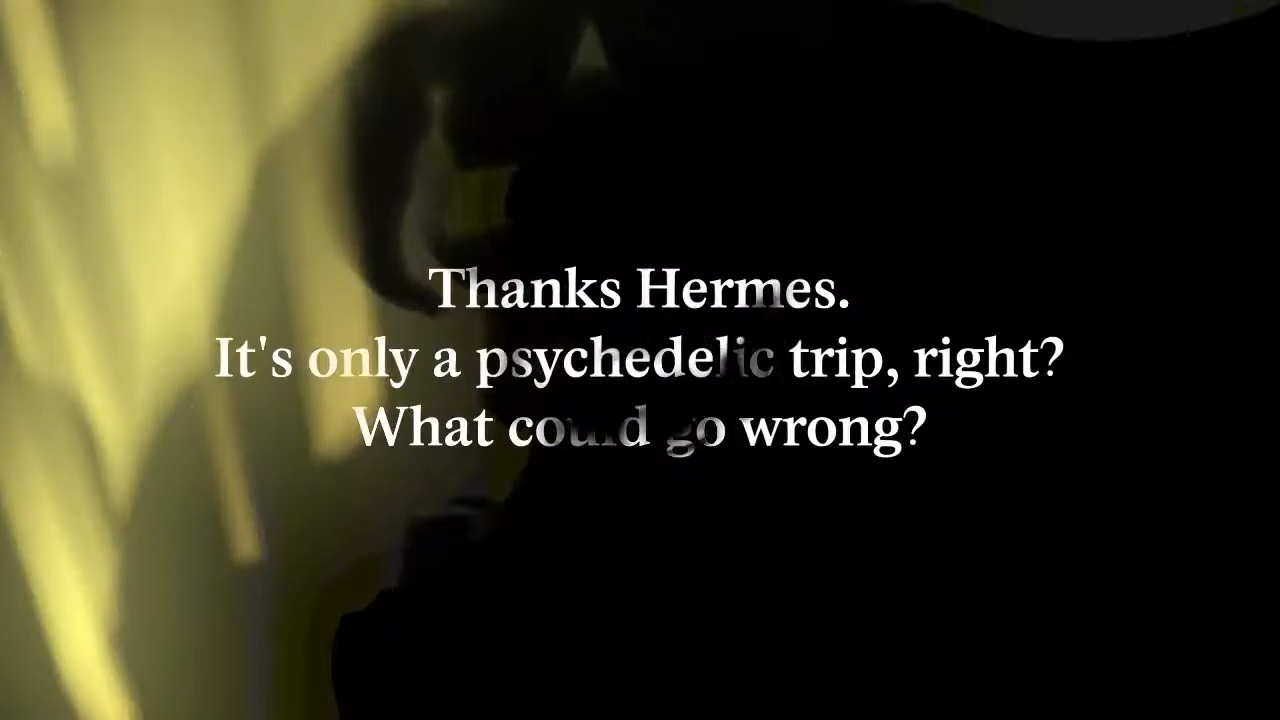 Thanks Hermes.
It's only a psychedelic trip, right?
What could go wrong?